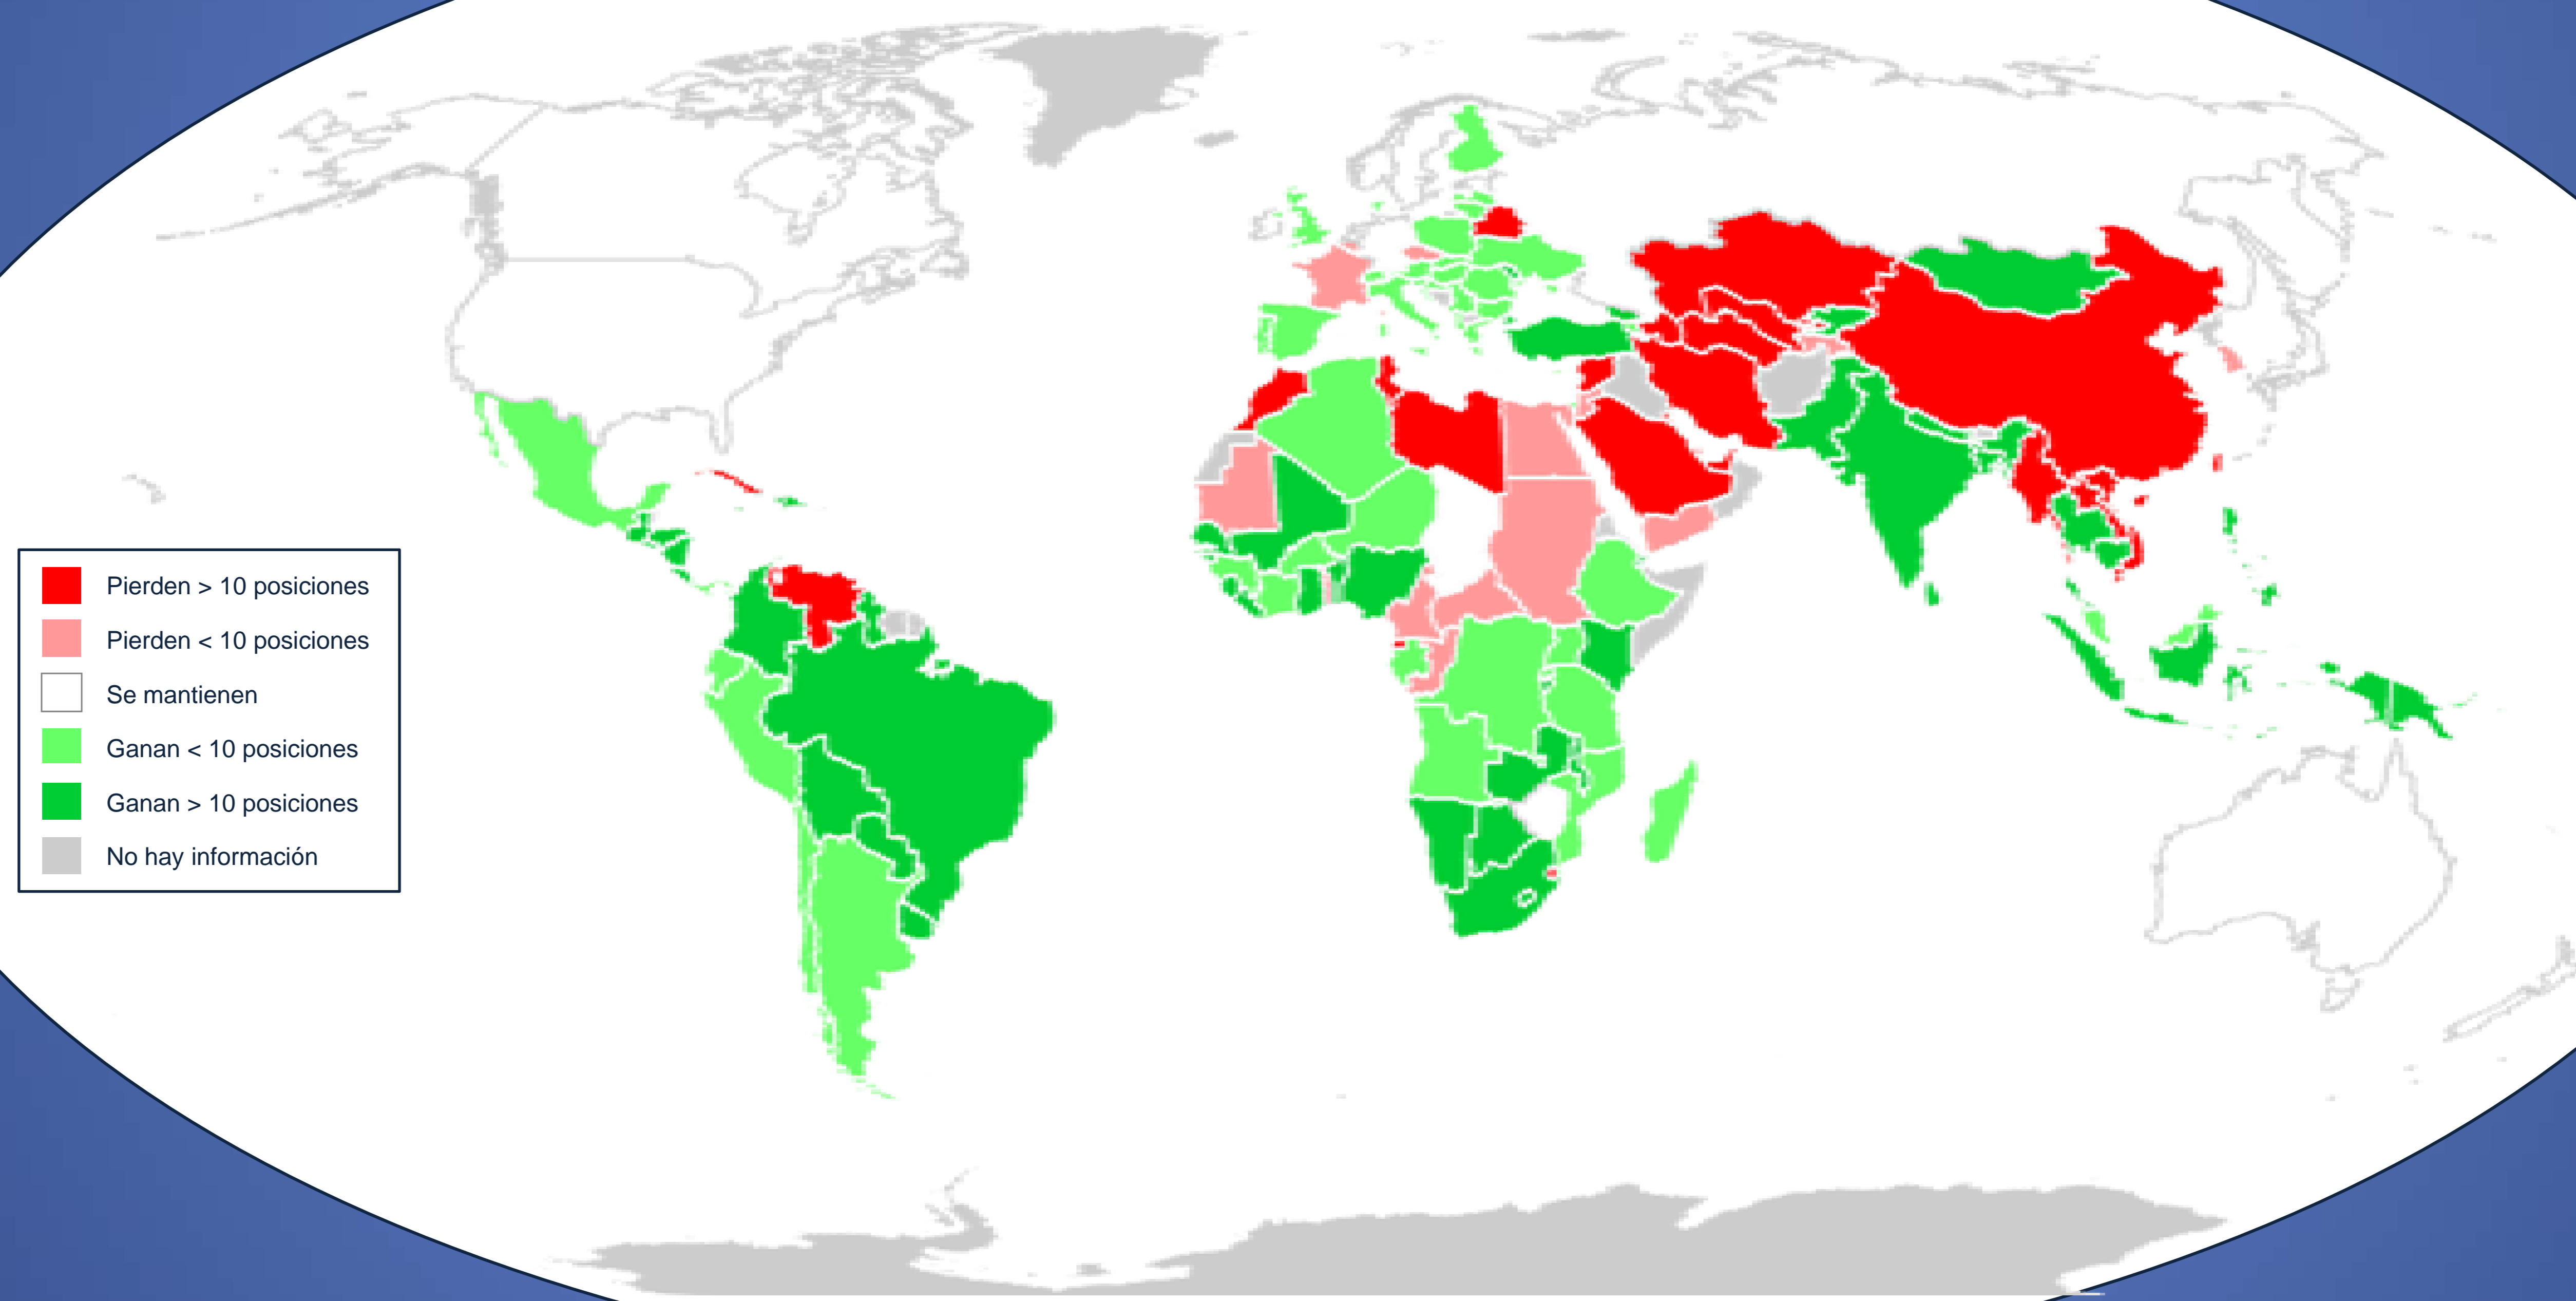 Pierden > 10 posiciones
Pierden < 10 posiciones
Se mantienen
Ganan < 10 posiciones
Ganan > 10 posiciones
No hay información